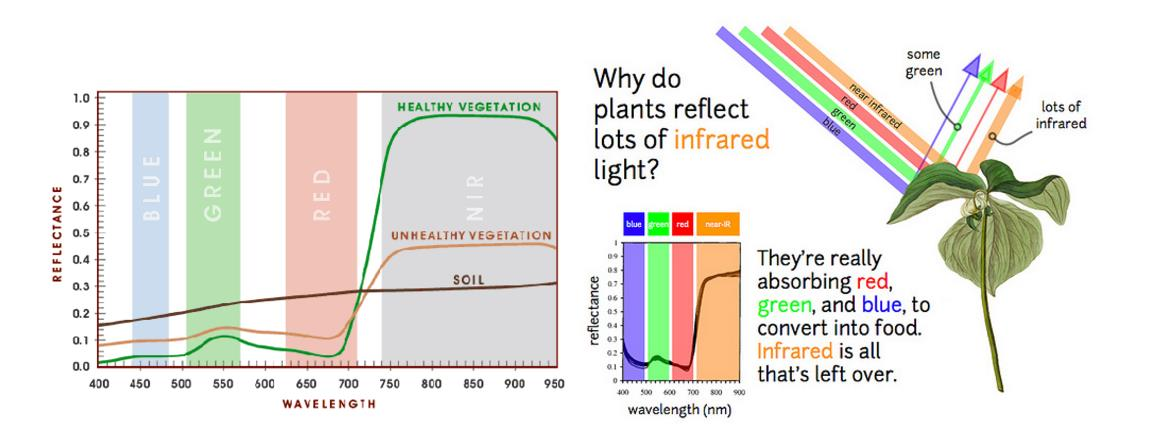 1.0
0.9
0.8
0.7
0.6
0.5
0.4
0.3
0.2
0.1
0.0
REFLECTANCE
BLUE
GREEN
RED
NIR
HEALTHY VEGETATION
UNHEALTHY VEGETATION
SOIL
400 450 500 550 600 650 700 750 800 850 900 950
WAVELENGTH
Why do
plants reflect
lots of infrared
light?
near infrared
red
green
blue
some
green
lots of
infrared
blue green red near-IR
1
0.9
0.8
0.7
0.6
0.5
0.4
0.3
0.2
0.1
0
reflectance
400 500 600 700 800 900
wavelength (nm)
They're really
absorbing red,
green, and blue, to
convert into food.
Infrared is all
that's left over.